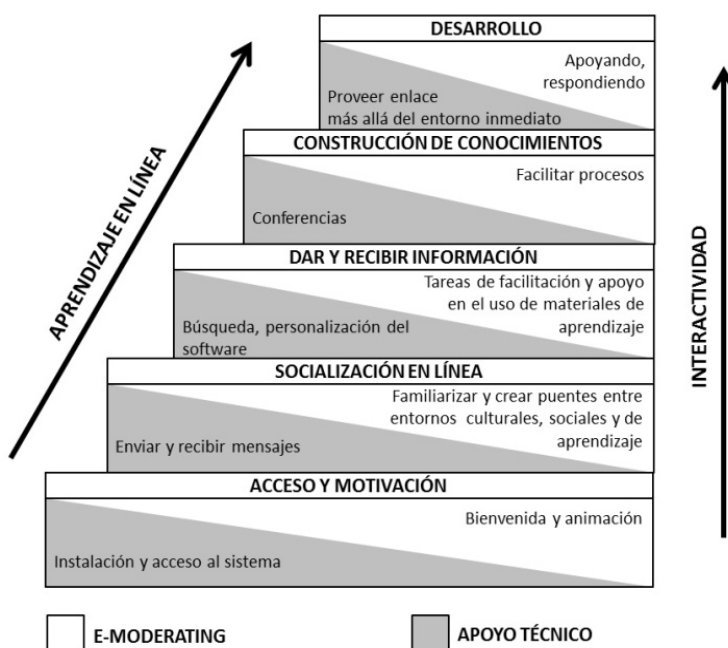 DESARROLLO
Apoyando,
respondiendo
Proveer enlace
más allá del entorno inmediato
CONSTRUCCIÓN DE CONOCIMIENTOS
Facilitar procesos
Conferencias
DAR Y RECIBIR INFORMACIÓN
Tareas de facilitación y apoyo
en el uso de materiales de
aprendizaje
Búsqueda, personalización del
software
SOCIALIZACIÓN EN LÍNEA
Familiarizar y crear puentes entre
entornos culturales, sociales y de
aprendizaje
Enviar y recibir mensajes
ACCESO Y MOTIVACIÓN
Bienvenida y animación
Instalación y acceso al sistema
APRENDIZAJE EN LÍNEA
INTERACTIVIDAD
E-MODERATING
APOYO TÉCNICO